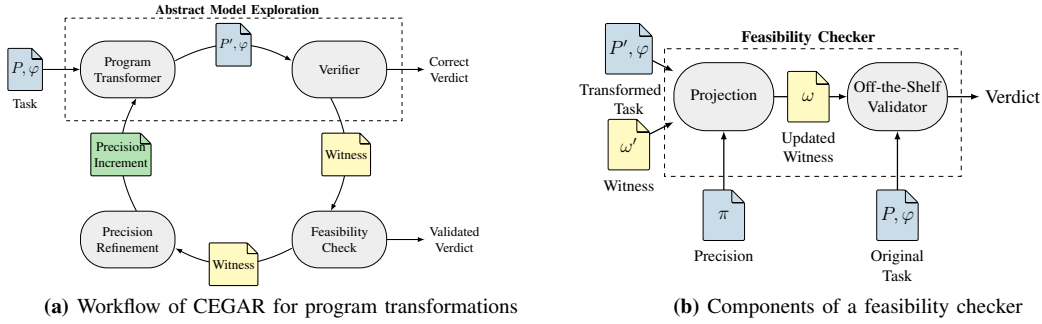 Abstract Model Exploration
P, φ
Task
Program
Transformer
P′, φ
Verifier
Correct
Verdict
Precision
Increment
Witness
Precision
Refinement
Witness
Feasibility
Check
Validated
Verdict
(a) Workflow of CEGAR for program transformations
Feasibility Checker
P′, φ
Transformed
Task
ω′
Witness
Projection
ω
Updated
Witness
Off-the-Shelf
Validator
Verdict
π
Precision
P, φ
Original
Task
(b) Components of a feasibility checker